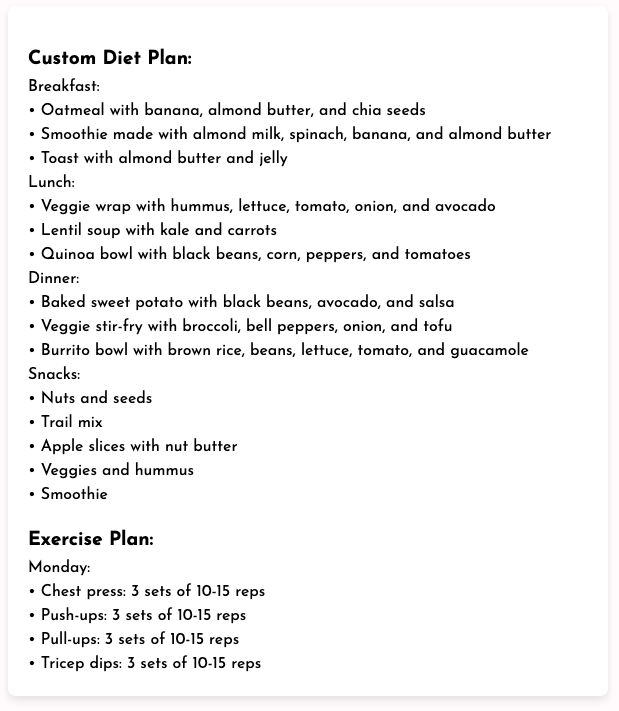 Custom Diet Plan:
Breakfast:
• Oatmeal with banana, almond butter, and chia seeds
• Smoothie made with almond milk, spinach, banana, and almond butter
• Toast with almond butter and jelly
Lunch:
• Veggie wrap with hummus, lettuce, tomato, onion, and avocado
• Lentil soup with kale and carrots
• Quinoa bowl with black beans, corn, peppers, and tomatoes
Dinner:
• Baked sweet potato with black beans, avocado, and salsa
• Veggie stir-fry with broccoli, bell peppers, onion, and tofu
• Burrito bowl with brown rice, beans, lettuce, tomato, and guacamole
Snacks:
• Nuts and seeds
• Trail mix
• Apple slices with nut butter
• Veggies and hummus
• Smoothie
Exercise Plan:
Monday:
• Chest press: 3 sets of 10-15 reps
• Push-ups: 3 sets of 10-15 reps
• Pull-ups: 3 sets of 10-15 reps
• Tricep dips: 3 sets of 10-15 reps